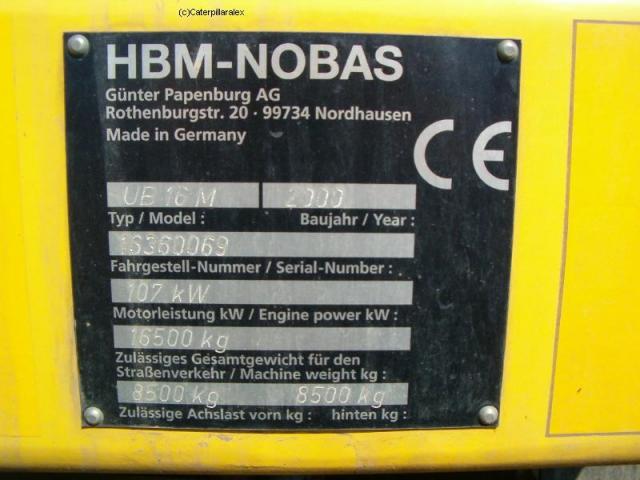 (c)Caterpillaralex
HBM-NOBAS
Günter Papenburg AG
Rothenburgstr. 20 · 99734 Nordhausen
Made in Germany
CE
UB 16 M 2000
Typ / Model : Baujahr / Year :
16360069
Fahrgestell-Nummer / Serial-Number :
107 kW
Motorleistung kW / Engine power kW :
16500 kg
Zulässiges Gesamtgewicht für den
Straßenverkehr / Machine weight kg :
8500 kg 8500 kg
Zulässige Achslast vorn kg : hinten kg :